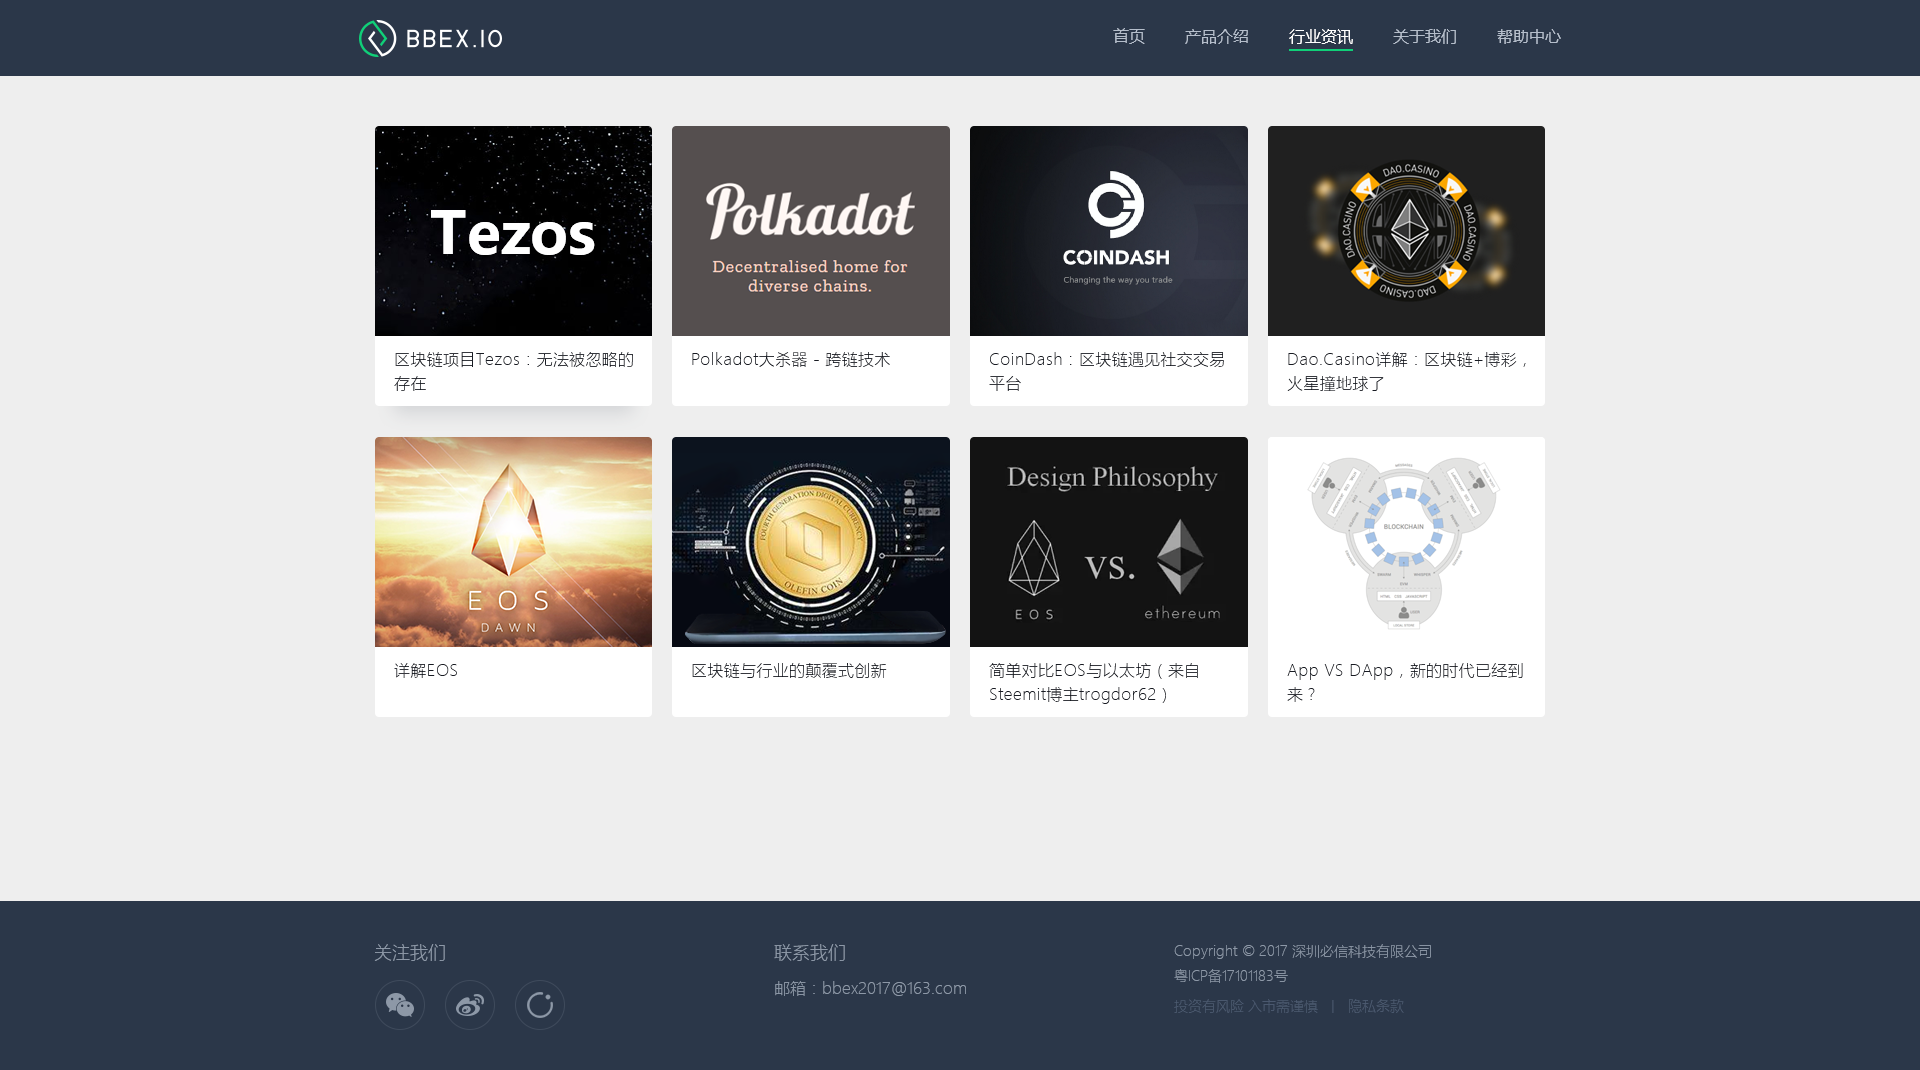 BBEX.IO
首页
产品介绍
行业资讯
关于我们
帮助中心
Tezos
区块链项目Tezos：无法被忽略的
存在
Polkadot
Decentralised home for
diverse chains.
Polkadot大杀器 - 跨链技术
COINDASH
Changing the way you trade
CoinDash：区块链遇见社交交易
平台
DAO.CASINO
DAO.CASINO
DAO.CASINO
DAO.CASINO
Dao.Casino详解：区块链+博彩，
火星撞地球了
EOS
DAWN
详解EOS
FOURTH GENERATION DIGITAL CURRENCY
OLEFIN COIN
区块链与行业的颠覆式创新
Design Philosophy
vs.
EOS
ethereum
简单对比EOS与以太坊（来自
Steemit博主trogdor62）
BLOCKCHAIN
App VS DApp，新的时代已经到
来？
关注我们
联系我们
邮箱：bbex2017@163.com
Copyright © 2017 深圳必信科技有限公司
粤ICP备17101183号
投资有风险 入市需谨慎 | 隐私条款